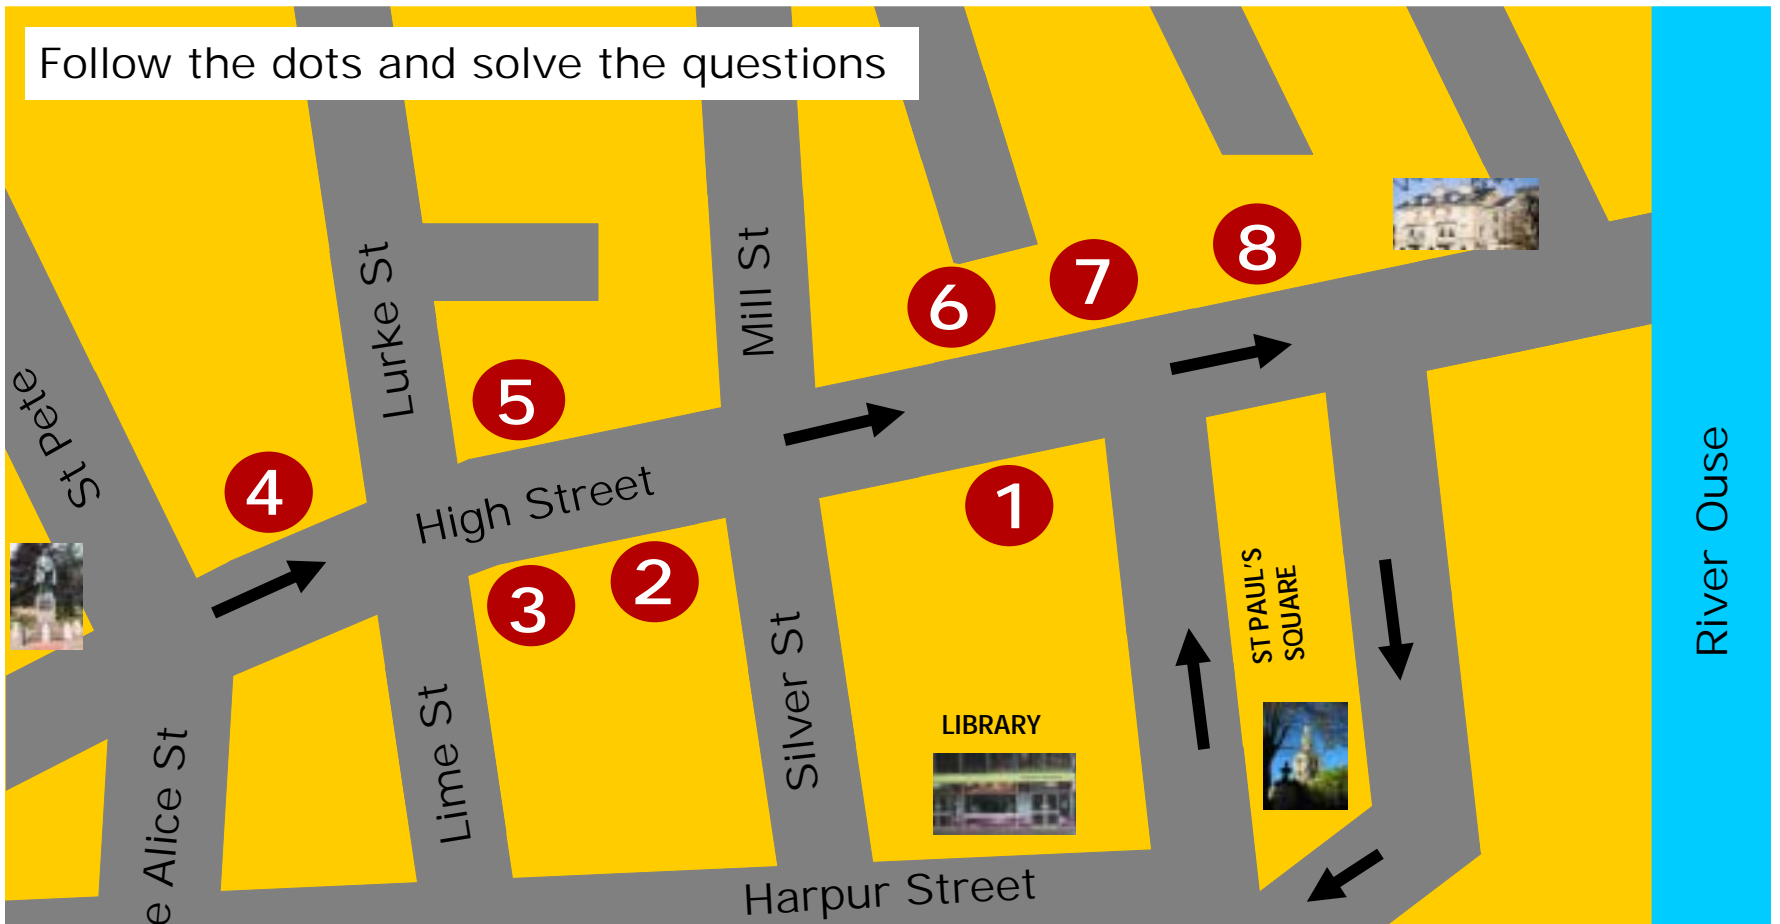 Follow the dots and solve the questions
St Pete
Lurke St
Mill St
6
7
8
5
4
High Street
1
3
2
ST PAUL'S
SQUARE
River Ouse
LIBRARY
e Alice St
Lime St
Silver St
Harpur Street